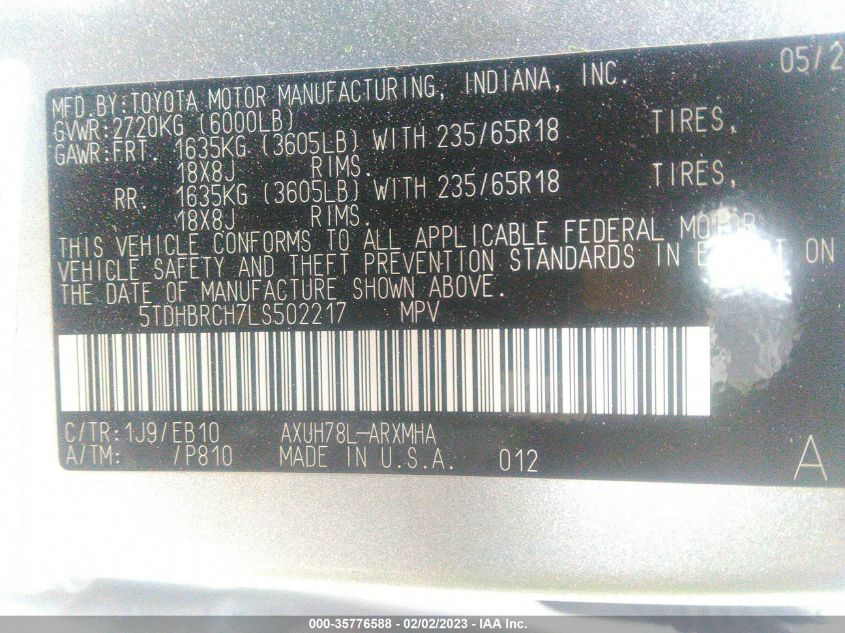 05/2
MFD.BY:TOYOTA MOTOR MANUFACTURING, INDIANA, INC.
GVWR:2720KG (6000LB)
GAWR:FRT. 1635KG (3605LB) WITH 235/65R18 TIRES,
18X8J RIMS.
RR. 1635KG (3605LB) WITH 235/65R18 TIRES,
18X8J RIMS.
THIS VEHICLE CONFORMS TO ALL APPLICABLE FEDERAL MOTOR
VEHICLE SAFETY AND THEFT PREVENTION STANDARDS IN ON
THE DATE OF MANUFACTURE SHOWN ABOVE.
5TDHBRCH7LS502217 MPV
C/TR:1J9/EB10 AXUH78L-ARXMHA
A/TM: /P810 MADE IN U.S.A. 012 A
000-35776588 - 02/02/2023 - IAA Inc.